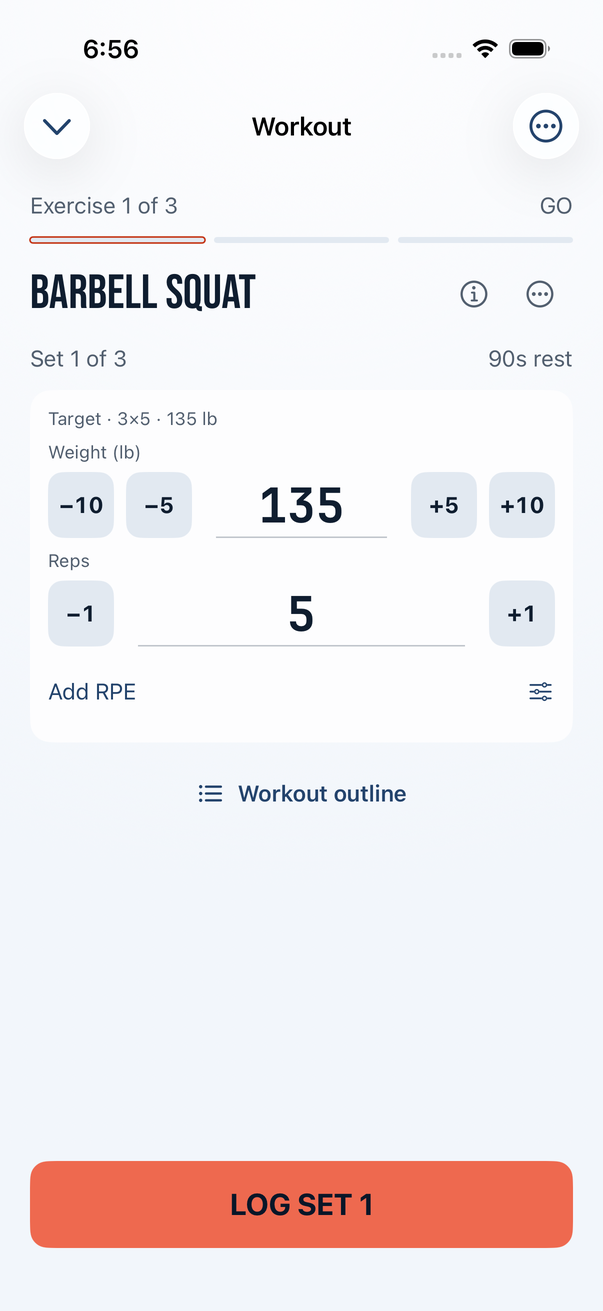 6:56
Workout
Exercise 1 of 3 GO
BARBELL SQUAT
Set 1 of 3 90s rest
Target · 3×5 · 135 lb
Weight (lb)
−10 −5 135 +5 +10
Reps
−1 5 +1
Add RPE
Workout outline
LOG SET 1